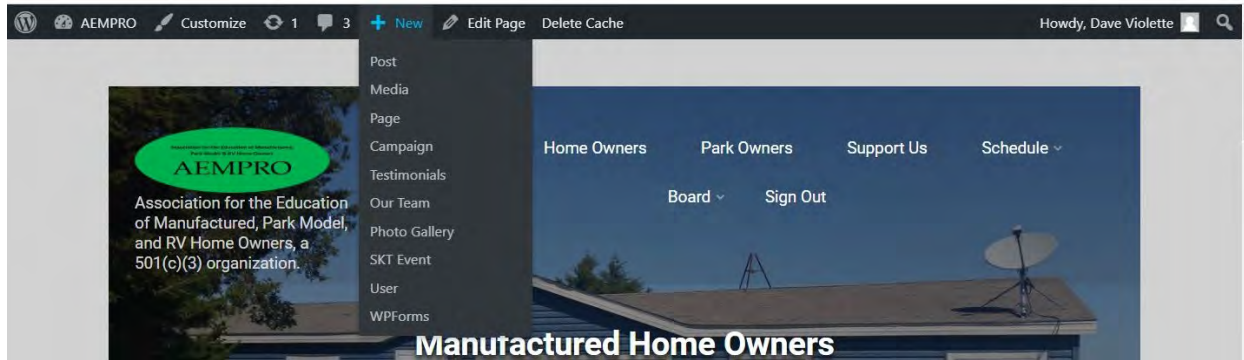 AEMPRO Customize 1 3 New Edit Page Delete Cache Howdy, Dave Violette
Post
Media
Page
Campaign
Testimonials
Our Team
Photo Gallery
SKT Event
User
WPForms
AEMPRO
Association for the Education
of Manufactured, Park Model,
and RV Home Owners, a
501(c)(3) organization.
Home Owners Park Owners Support Us Schedule
Board Sign Out
Manufactured Home Owners